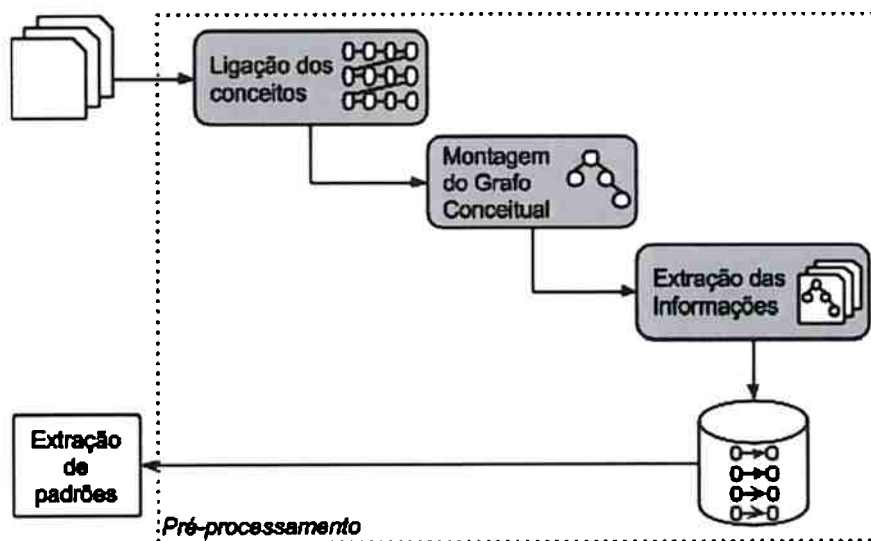 Ligação dos
conceitos
Montagem
do Grafo
Conceitual
Extração das
Informações
Extração
de
padrões
Pré-processamento